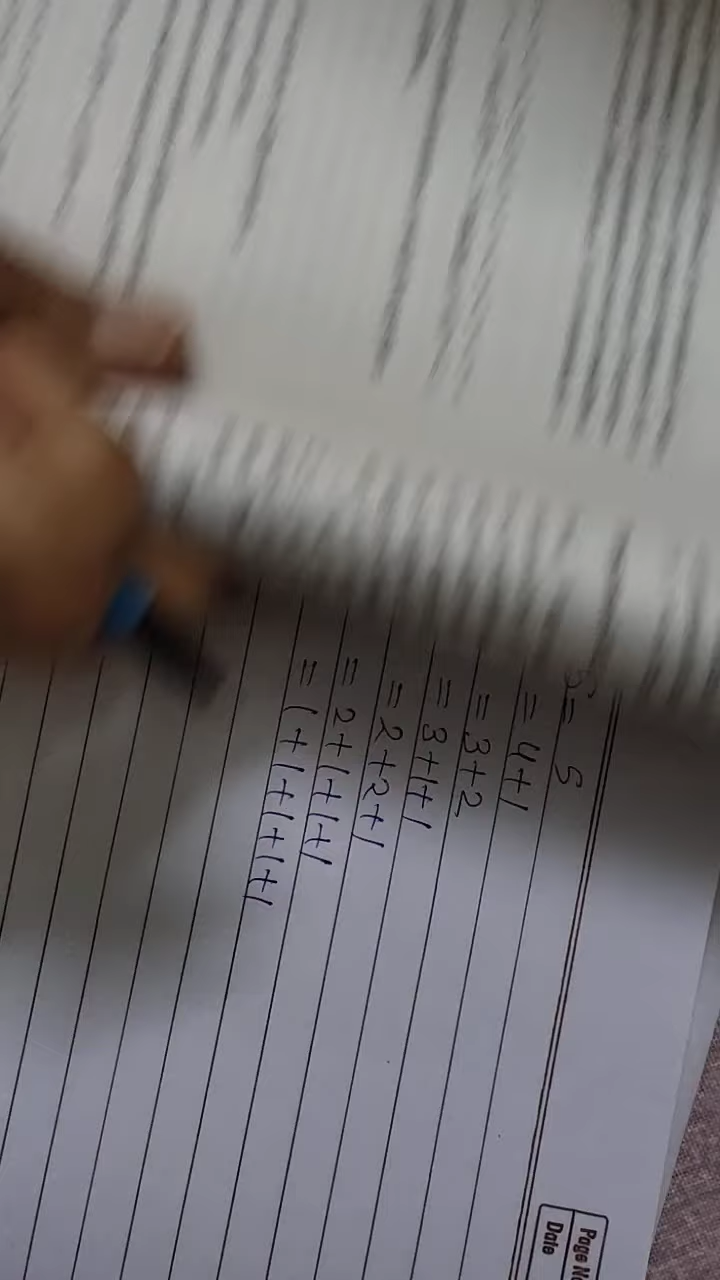 Page No
Date
5 = 5
= 4+1
= 3+2
= 3+1+1
= 2+2+1
= 2+1+1+1
= 1+1+1+1+1